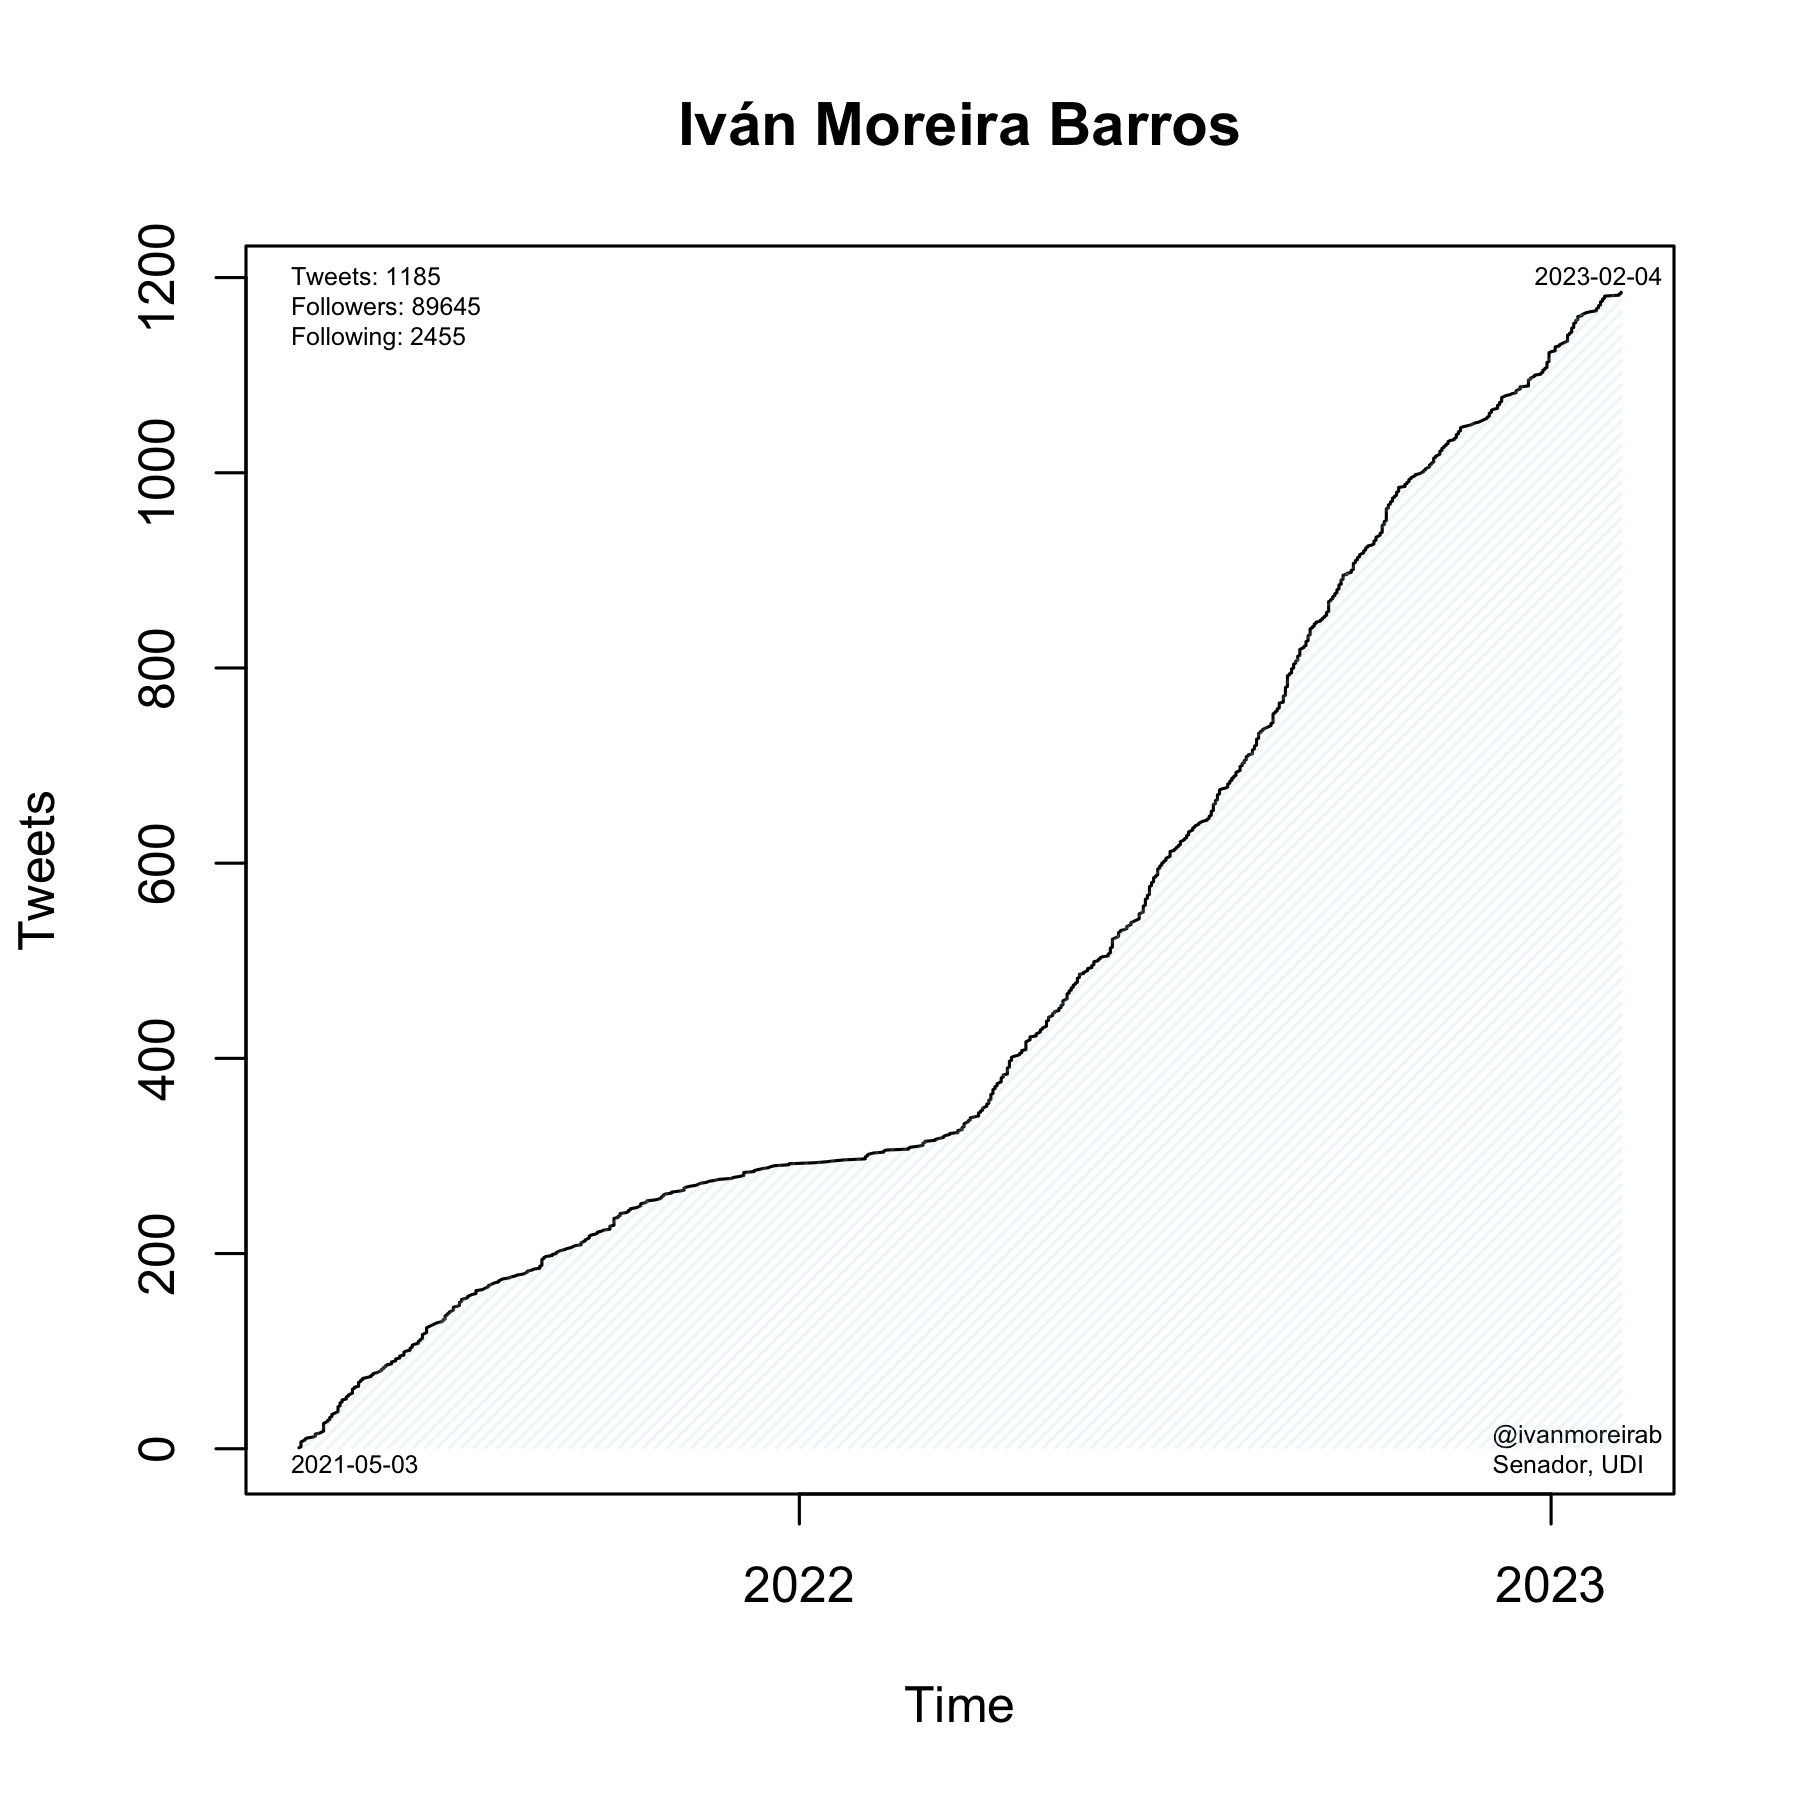 Iván Moreira Barros
Tweets: 1185
Followers: 89645
Following: 2455
2023-02-04
1200
1000
800
600
400
200
0
Tweets
@ivanmoreirab
Senador, UDI
2021-05-03
2022
2023
Time